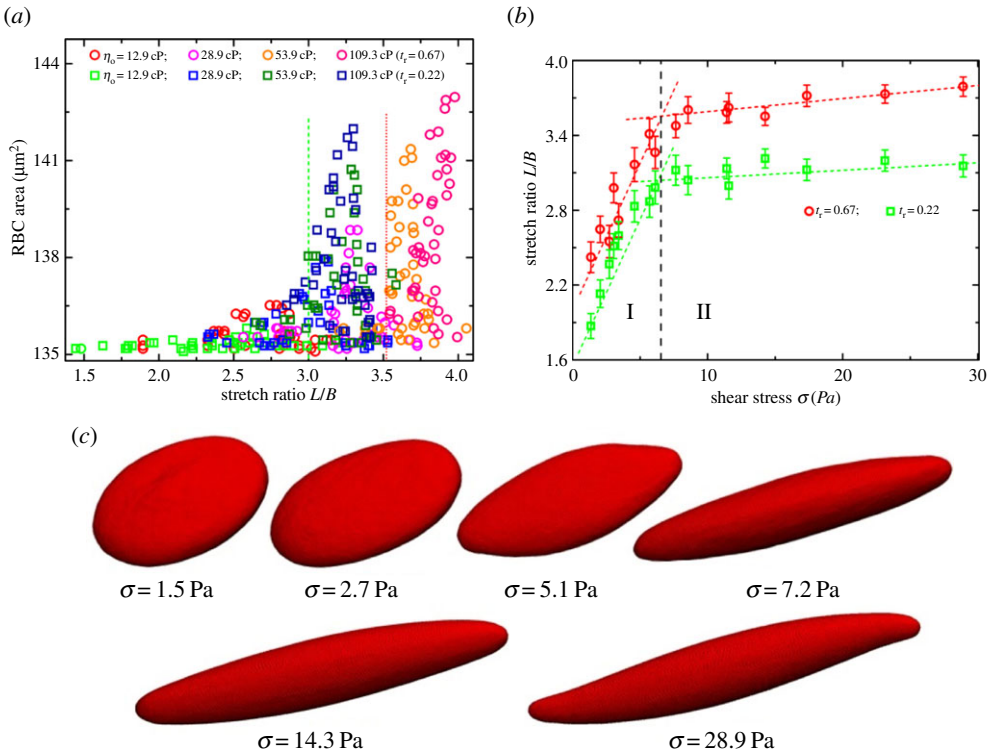 (a)
η₀ = 12.9 cP; 28.9 cP; 53.9 cP; 109.3 cP (tᵣ = 0.67)
η₀ = 12.9 cP; 28.9 cP; 53.9 cP; 109.3 cP (tᵣ = 0.22)
144
141
138
135
RBC area (μm²)
1.5 2.0 2.5 3.0 3.5 4.0
stretch ratio L/B
(b)
4.0
3.4
2.8
2.2
1.6
stretch ratio L/B
tᵣ = 0.67; tᵣ = 0.22
I II
0 10 20 30
shear stress σ(Pa)
(c)
σ = 1.5 Pa σ = 2.7 Pa σ = 5.1 Pa σ = 7.2 Pa
σ = 14.3 Pa σ = 28.9 Pa